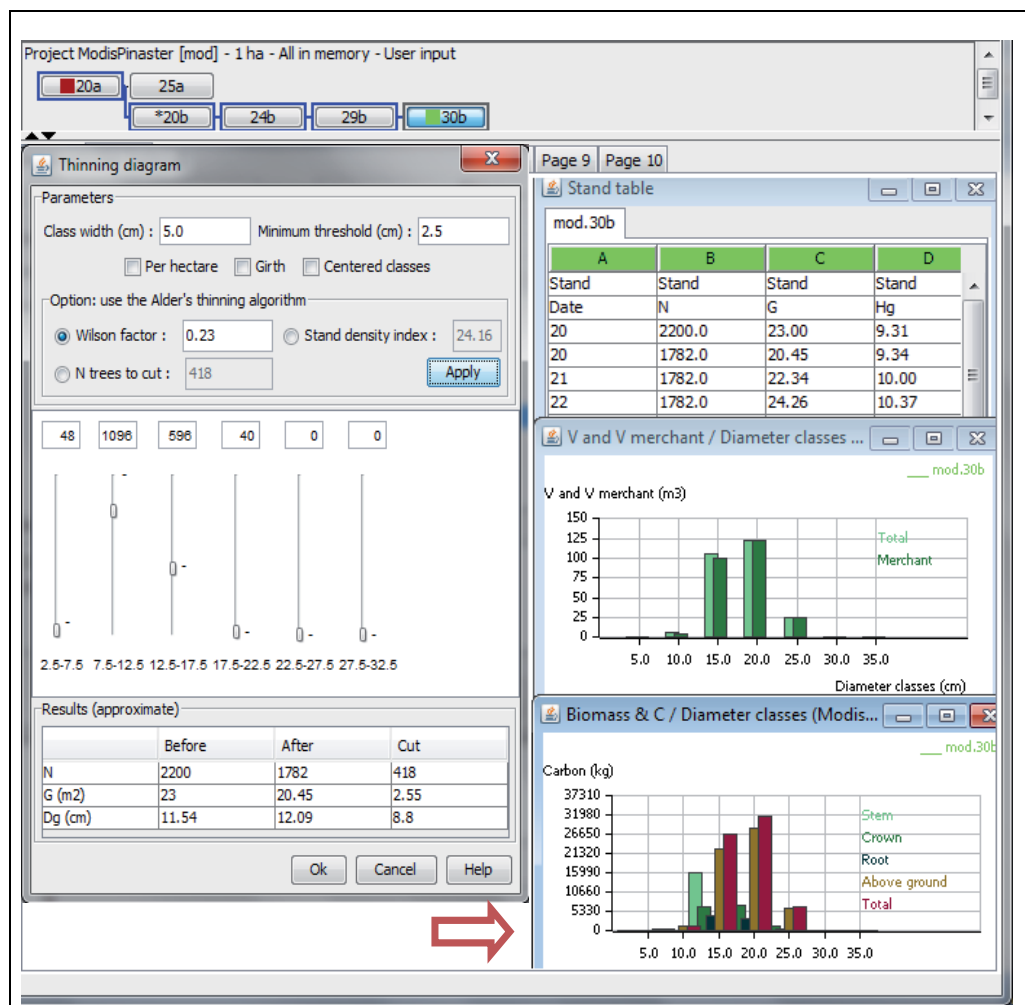 Project ModisPinaster [mod] - 1 ha - All in memory - User input
20a 25a
*20b 24b 29b 30b
Thinning diagram
Parameters
Class width (cm) : 5.0 Minimum threshold (cm) : 2.5
Per hectare Girth Centered classes
Option: use the Alder's thinning algorithm
Wilson factor : 0.23 Stand density index : 24.16
N trees to cut : 418 Apply
48 1096 596 40 0 0
2.5-7.5 7.5-12.5 12.5-17.5 17.5-22.5 22.5-27.5 27.5-32.5
Results (approximate)
Before After Cut
N 2200 1782 418
G (m2) 23 20.45 2.55
Dg (cm) 11.54 12.09 8.8
Ok Cancel Help
Page 9 Page 10
Stand table
mod.30b
A B C D
Stand Stand Stand Stand
Date N G Hg
20 2200.0 23.00 9.31
20 1782.0 20.45 9.34
21 1782.0 22.34 10.00
22 1782.0 24.26 10.37
V and V merchant / Diameter classes ...
mod.30b
V and V merchant (m3)
150
125
100
75
50
25
0
Total
Merchant
5.0 10.0 15.0 20.0 25.0 30.0 35.0
Diameter classes (cm)
Biomass & C / Diameter classes (Modis...
mod.30b
Carbon (kg)
37310
31980
26650
21320
15990
10660
5330
0
Stem
Crown
Root
Above ground
Total
5.0 10.0 15.0 20.0 25.0 30.0 35.0